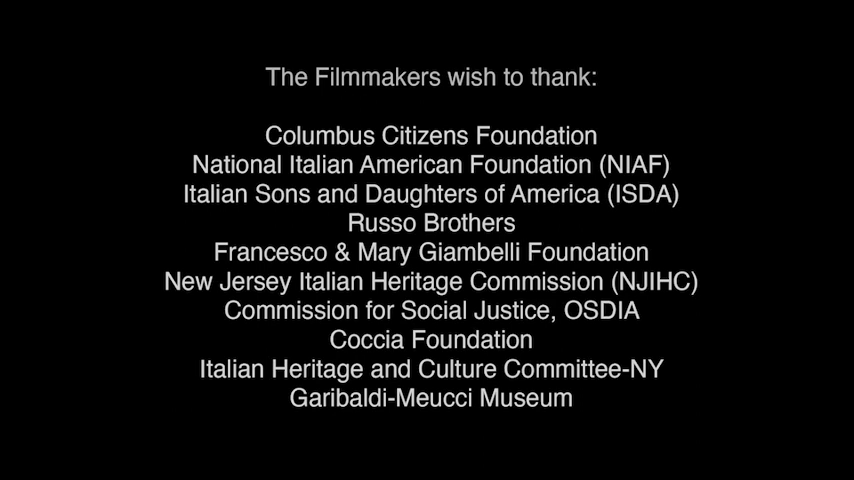 The Filmmakers wish to thank:
Columbus Citizens Foundation
National Italian American Foundation (NIAF)
Italian Sons and Daughters of America (ISDA)
Russo Brothers
Francesco & Mary Giambelli Foundation
New Jersey Italian Heritage Commission (NJIHC)
Commission for Social Justice, OSDIA
Coccia Foundation
Italian Heritage and Culture Committee-NY
Garibaldi-Meucci Museum